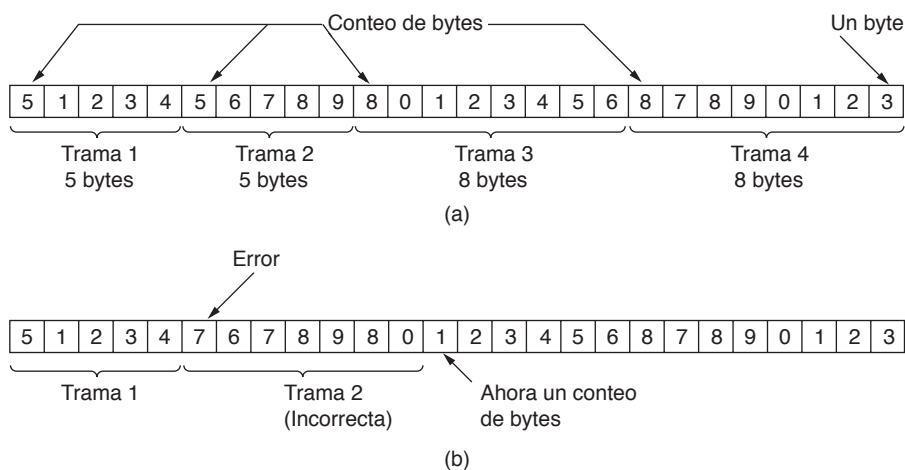 Conteo de bytes Un byte
5 1 2 3 4 5 6 7 8 9 8 0 1 2 3 4 5 6 8 7 8 9 0 1 2 3
Trama 1 Trama 2 Trama 3 Trama 4
5 bytes 5 bytes 8 bytes 8 bytes
(a)
Error
5 1 2 3 4 7 6 7 8 9 8 0 1 2 3 4 5 6 8 7 8 9 0 1 2 3
Trama 1 Trama 2 Ahora un conteo
(Incorrecta) de bytes
(b)